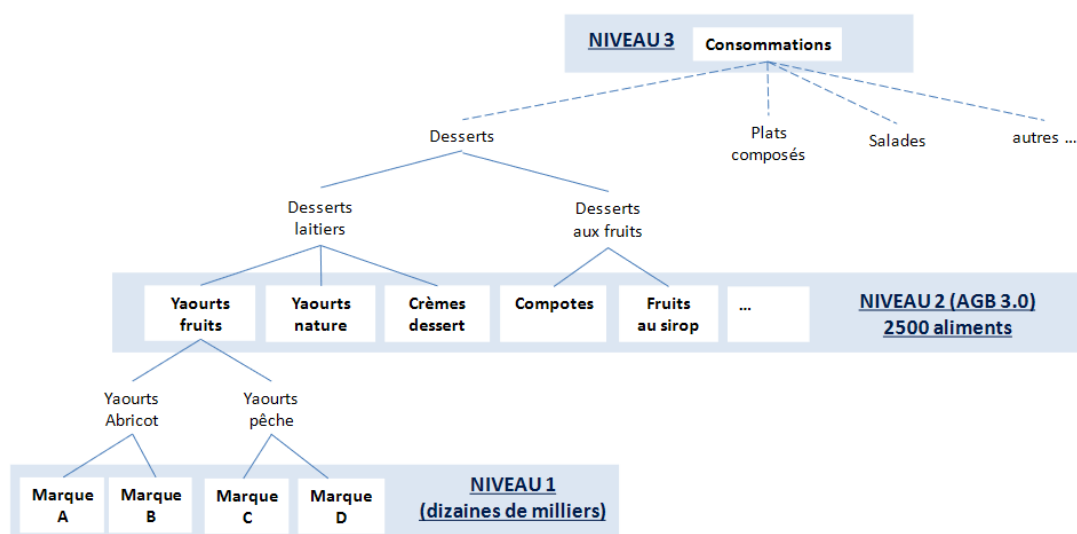 NIVEAU 3
Consommations
Desserts
Plats
composés
Salades
autres ...
Desserts
laitiers
Desserts
aux fruits
Yaourts
fruits
Yaourts
nature
Crèmes
dessert
Compotes
Fruits
au sirop
...
NIVEAU 2 (AGB 3.0)
2500 aliments
Yaourts
Abricot
Yaourts
pêche
Marque
A
Marque
B
Marque
C
Marque
D
NIVEAU 1
(dizaines de milliers)